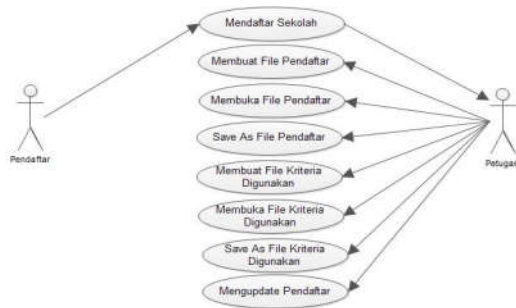 Mendaftar Sekolah
Membuat File Pendaftar
Membuka File Pendaftar
Save As File Pendaftar
Membuat File Kriteria
Digunakan
Membuka File Kriteria
Digunakan
Save As File Kriteria
Digunakan
Mengupdate Pendaftar
Pendaftar
Petugas